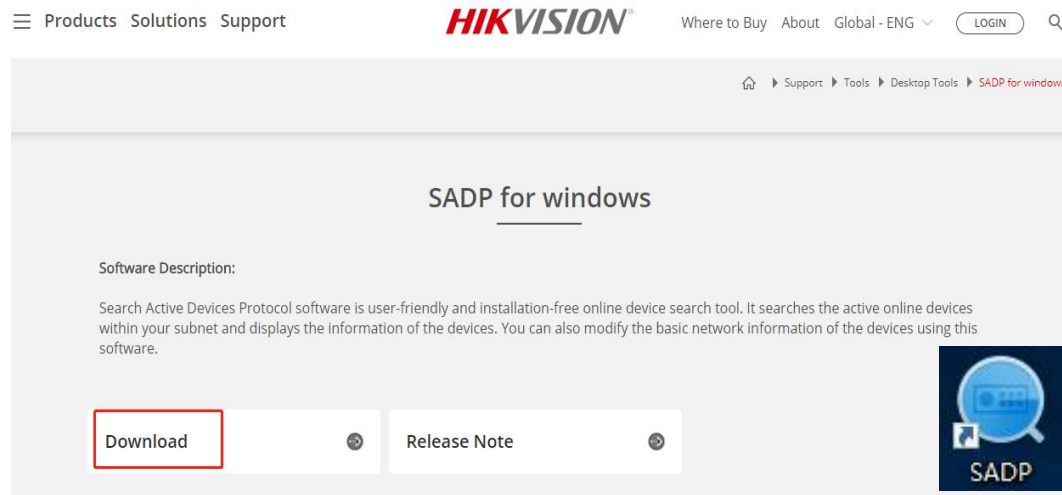 Products Solutions Support HIKVISION® Where to Buy About Global - ENG LOGIN
Support Tools Desktop Tools SADP for windows
SADP for windows
Software Description:
Search Active Devices Protocol software is user-friendly and installation-free online device search tool. It searches the active online devices
within your subnet and displays the information of the devices. You can also modify the basic network information of the devices using this
software.
Download Release Note
SADP